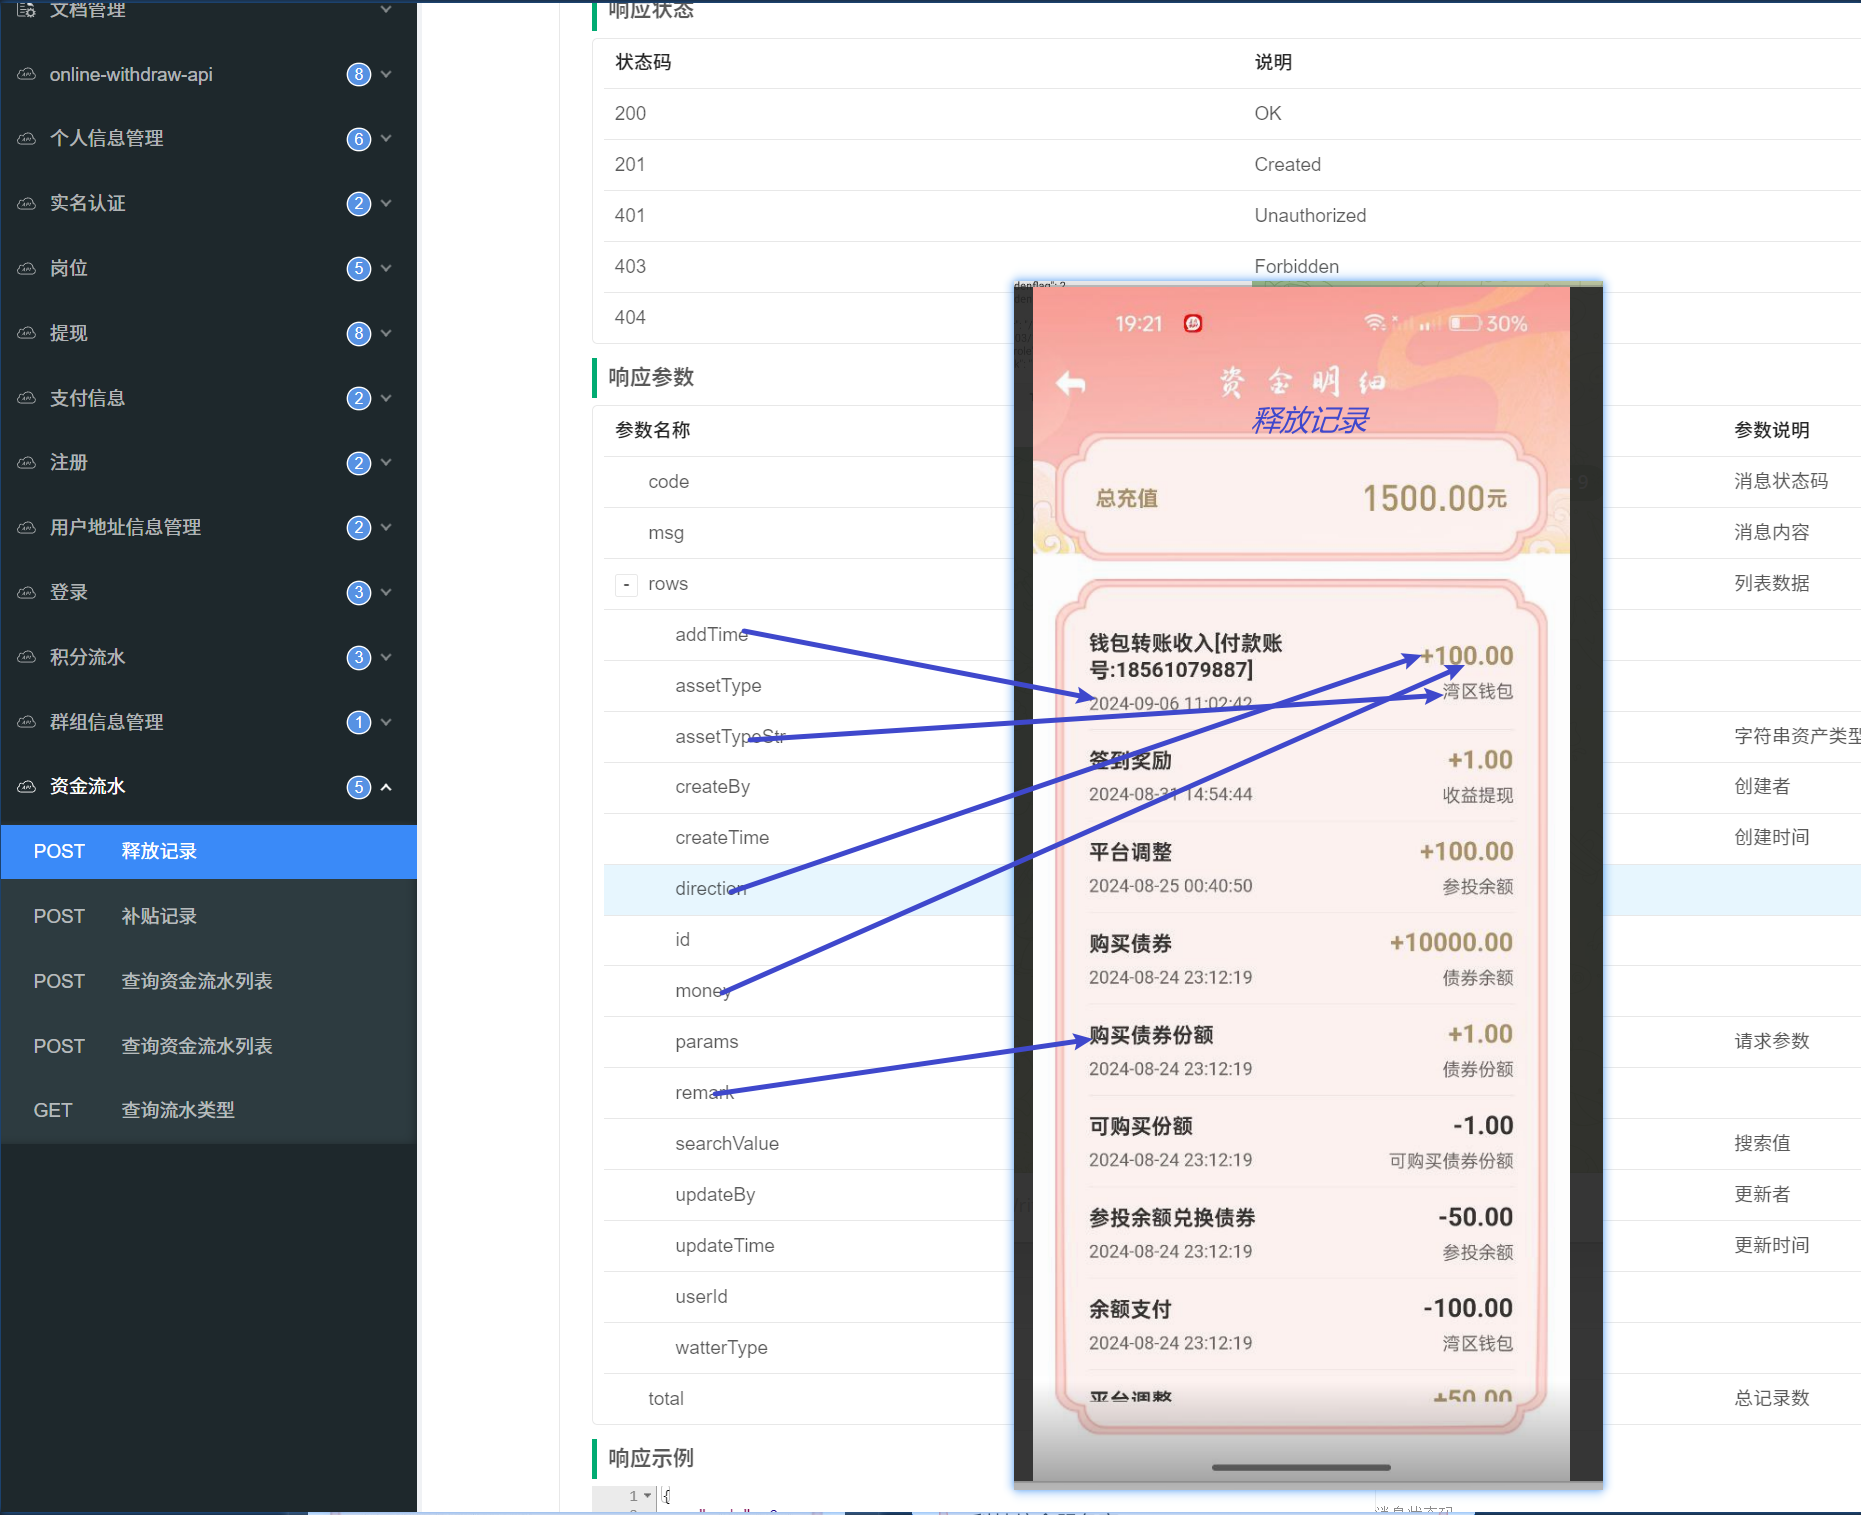 文档管理
online-withdraw-api 8
个人信息管理 6
实名认证 2
岗位 5
提现 8
支付信息 2
注册 2
用户地址信息管理 2
登录 3
积分流水 3
群组信息管理 1
资金流水 5
POST 释放记录
POST 补贴记录
POST 查询资金流水列表
POST 查询资金流水列表
GET 查询流水类型
响应状态
状态码 说明
200 OK
201 Created
401 Unauthorized
403 Forbidden
404
响应参数
参数名称 参数说明
code 消息状态码
msg 消息内容
- rows 列表数据
addTime
assetType
assetTypeStr 字符串资产类型
createBy 创建者
createTime 创建时间
direction
id
money
params 请求参数
remark
searchValue 搜索值
updateBy 更新者
updateTime 更新时间
userId
watterType
total 总记录数
响应示例
1 {
19:21 30%
资金明细
释放记录
总充值 1500.00元
钱包转账收入[付款账
号:18561079887] +100.00
2024-09-06 11:02:42 湾区钱包
签到奖励 +1.00
2024-08-31 14:54:44 收益提现
平台调整 +100.00
2024-08-25 00:40:50 参投余额
购买债券 +10000.00
2024-08-24 23:12:19 债券余额
购买债券份额 +1.00
2024-08-24 23:12:19 债券份额
可购买份额 -1.00
2024-08-24 23:12:19 可购买债券份额
参投余额兑换债券 -50.00
2024-08-24 23:12:19 参投余额
余额支付 -100.00
2024-08-24 23:12:19 湾区钱包
平台调整 +50.00